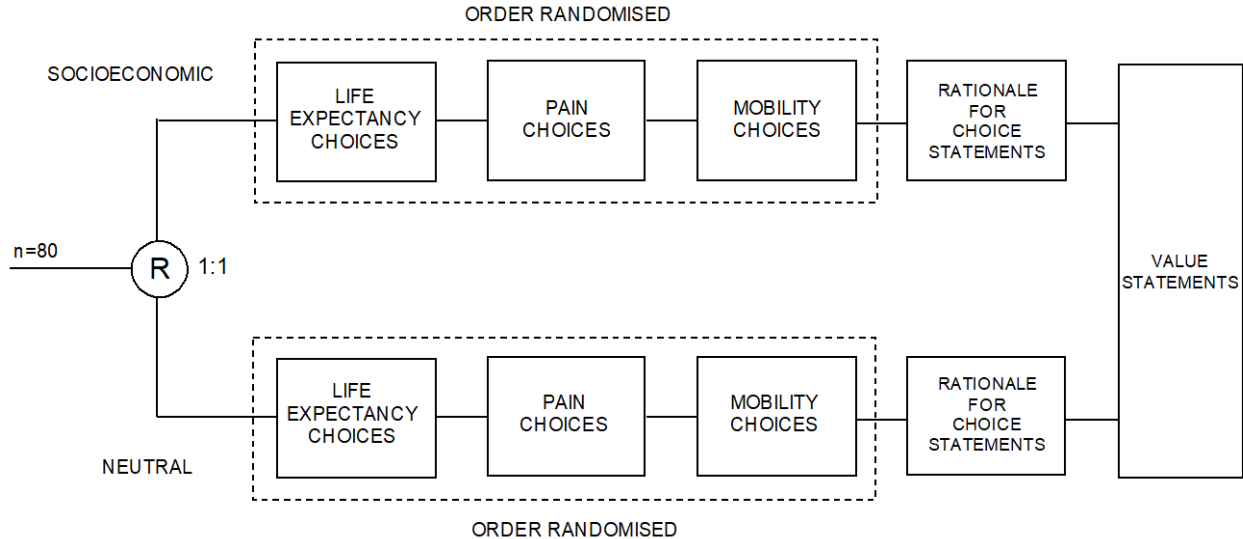 ORDER RANDOMISED
SOCIOECONOMIC
LIFE
EXPECTANCY
CHOICES
PAIN
CHOICES
MOBILITY
CHOICES
RATIONALE
FOR
CHOICE
STATEMENTS
n=80
R
1:1
VALUE
STATEMENTS
LIFE
EXPECTANCY
CHOICES
PAIN
CHOICES
MOBILITY
CHOICES
RATIONALE
FOR
CHOICE
STATEMENTS
NEUTRAL
ORDER RANDOMISED